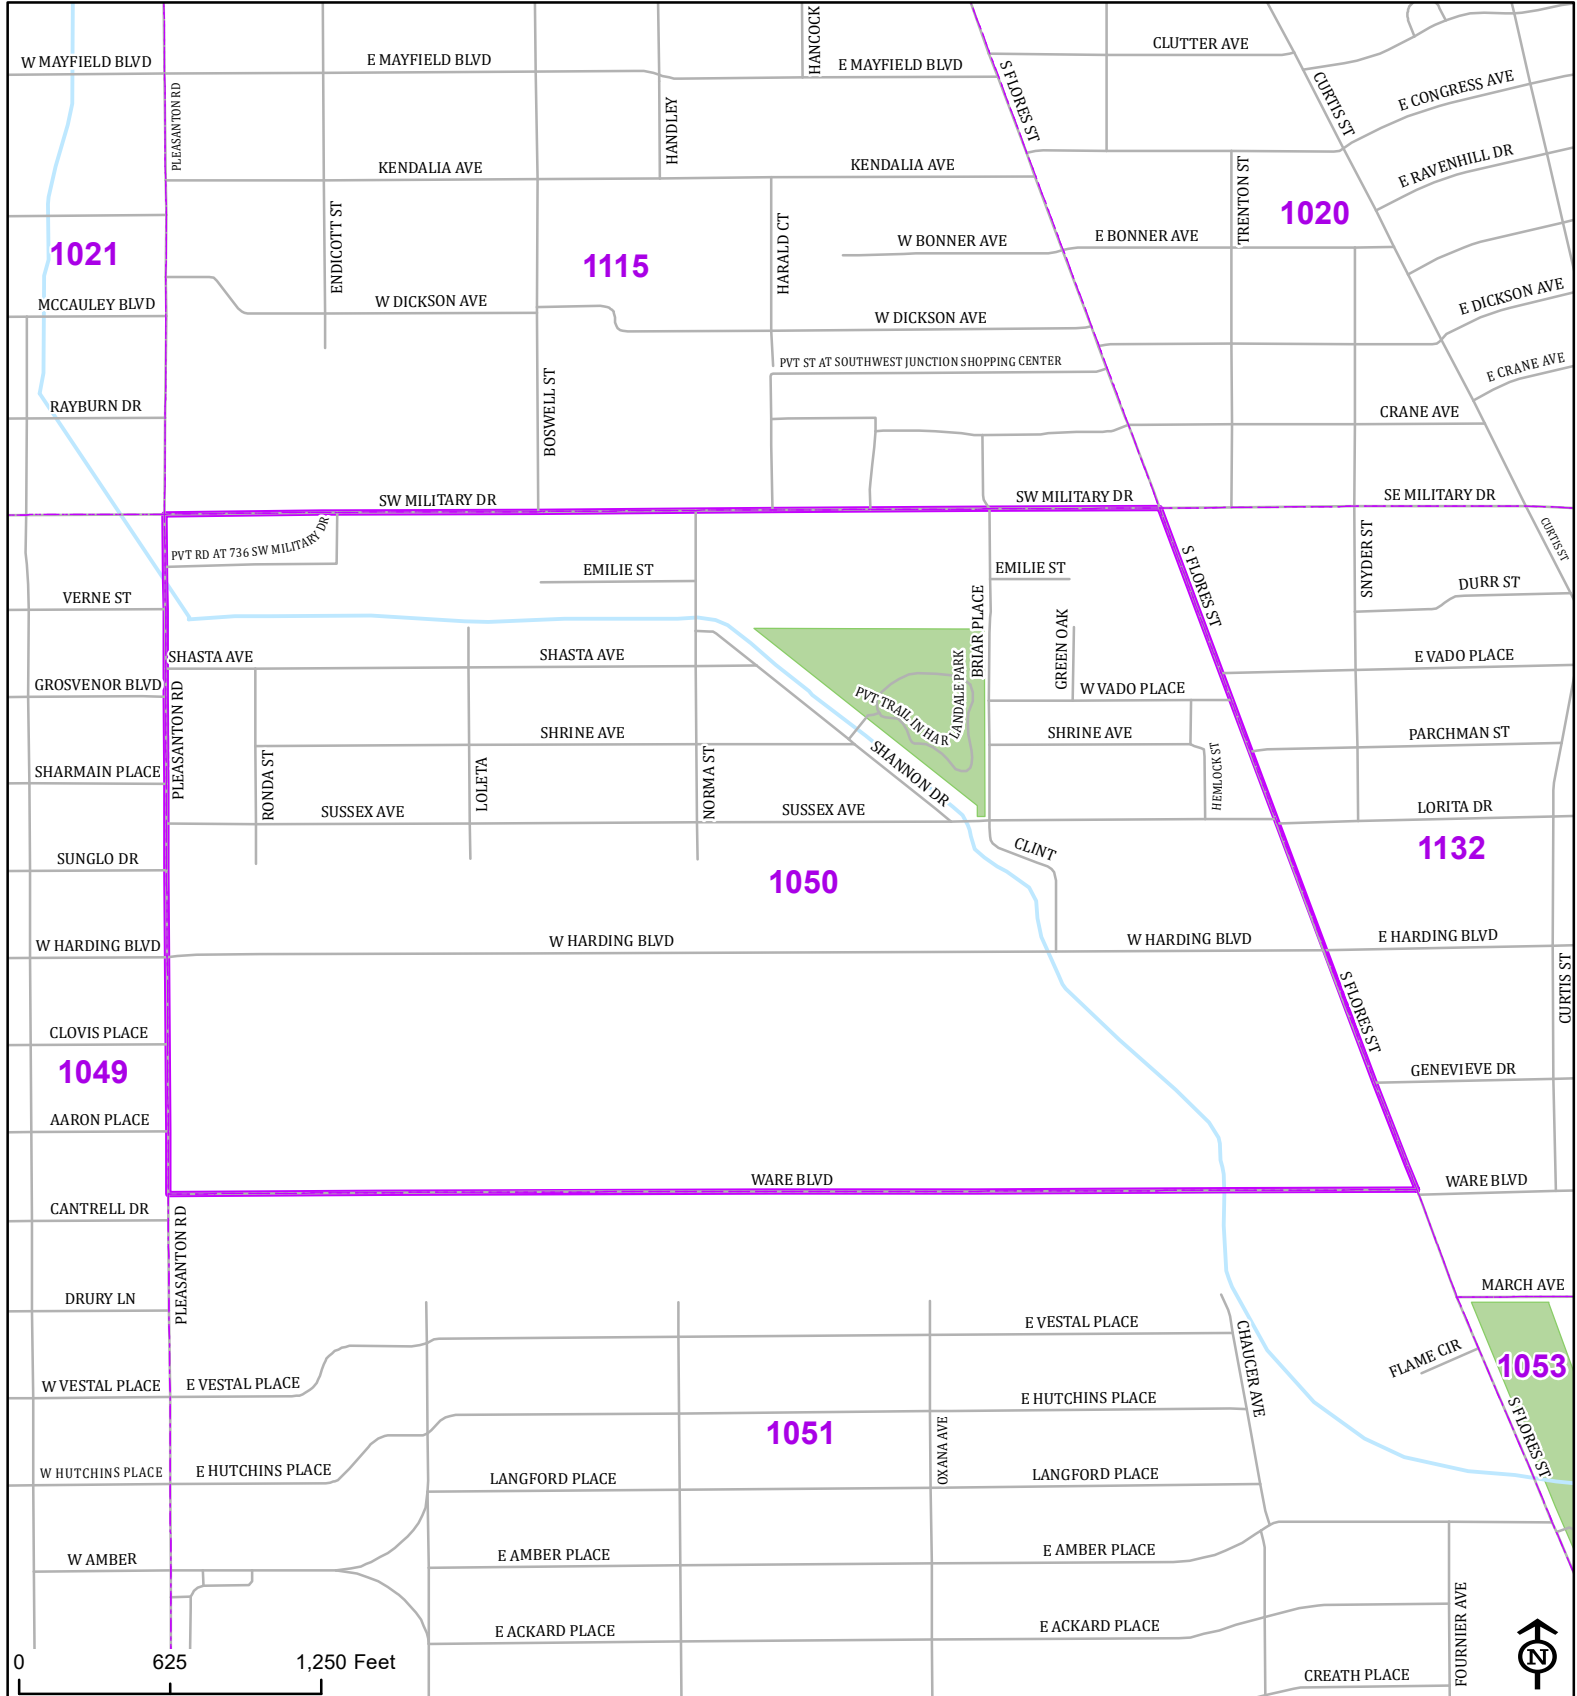 HANCOCK
CLUTTER AVE
W MAYFIELD BLVD
E MAYFIELD BLVD
E MAYFIELD BLVD
S FLORES ST
CURTIS ST
E CONGRESS AVE
PLEASANTON RD
HANDLEY
KENDALIA AVE
KENDALIA AVE
E RAVENHILL DR
TRENTON ST
1020
ENDICOTT ST
HARALD CT
W BONNER AVE
E BONNER AVE
1021
1115
MCCAULEY BLVD
W DICKSON AVE
W DICKSON AVE
E DICKSON AVE
PVT ST AT SOUTHWEST JUNCTION SHOPPING CENTER
E CRANE AVE
RAYBURN DR
BOSWELL ST
CRANE AVE
SW MILITARY DR
SW MILITARY DR
SE MILITARY DR
PVT RD AT 736 SW MILITARY DR
CURTIS ST
SNYDER ST
EMILIE ST
EMILIE ST
S FLORES ST
DURR ST
VERNE ST
BRIAR PLACE
GREEN OAK
SHASTA AVE
SHASTA AVE
E VADO PLACE
GROSVENOR BLVD
PLEASANTON RD
W VADO PLACE
PVT TRAIL IN HAR
LANDALE PARK
SHRINE AVE
SHRINE AVE
PARCHMAN ST
SHARMAIN PLACE
RONDA ST
LOLETA
NORMA ST
SHANNON DR
HEMLOCK ST
SUSSEX AVE
SUSSEX AVE
LORITA DR
SUNGLO DR
CLINT
1132
1050
W HARDING BLVD
W HARDING BLVD
W HARDING BLVD
E HARDING BLVD
CURTIS ST
S FLORES ST
CLOVIS PLACE
1049
GENEVIEVE DR
AARON PLACE
WARE BLVD
WARE BLVD
CANTRELL DR
PLEASANTON RD
MARCH AVE
DRURY LN
E VESTAL PLACE
CHAUCER AVE
FLAME CIR
1053
W VESTAL PLACE
E VESTAL PLACE
E HUTCHINS PLACE
S FLORES ST
1051
OXANA AVE
W HUTCHINS PLACE
E HUTCHINS PLACE
LANGFORD PLACE
LANGFORD PLACE
W AMBER
E AMBER PLACE
E AMBER PLACE
E ACKARD PLACE
E ACKARD PLACE
FOURNIER AVE
N
0 625 1,250 Feet
CREATH PLACE